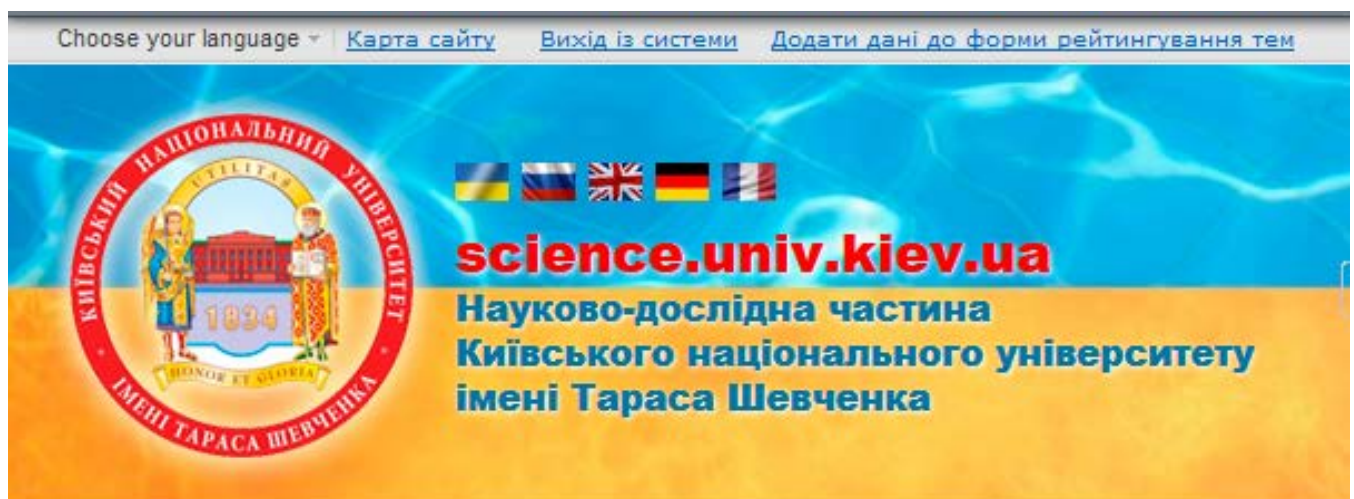 Choose your language Карта сайту Вихід із системи Додати дані до форми рейтингування тем
КИЇВСЬКИЙ НАЦІОНАЛЬНИЙ УНІВЕРСИТЕТ
ІМЕНІ ТАРАСА ШЕВЧЕНКА
UTILITAS
1834
HONOR ET GLORIA
science.univ.kiev.ua
Науково-дослідна частина
Київського національного університету
імені Тараса Шевченка